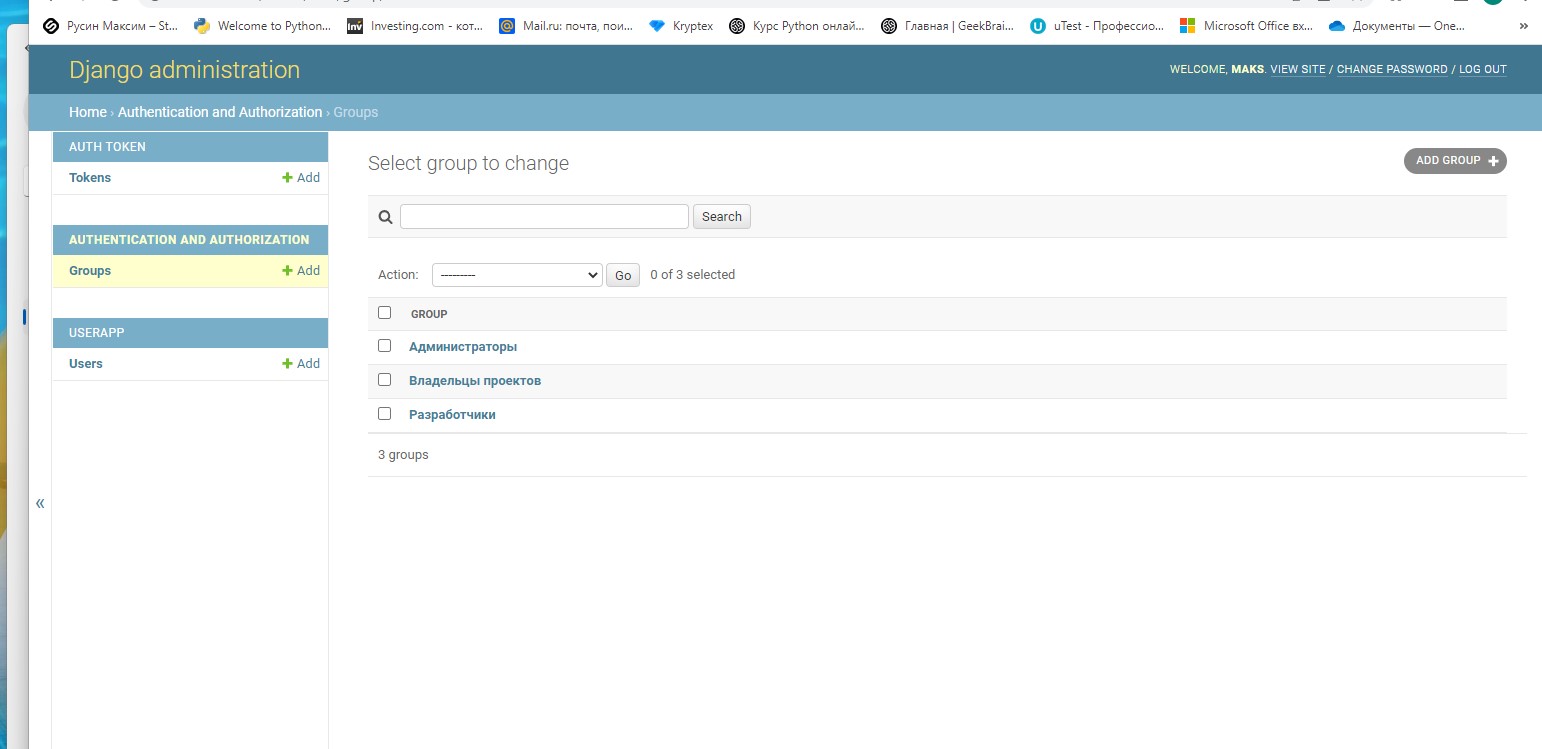 Русин Максим – St... Welcome to Python... Investing.com - кот... Mail.ru: почта, пои... Kryptex Курс Python онлай... Главная | GeekBrai... uTest - Профессио... Microsoft Office вх... Документы — One... »
Django administration
WELCOME, MAKS. VIEW SITE / CHANGE PASSWORD / LOG OUT
Home › Authentication and Authorization › Groups
AUTH TOKEN
Tokens + Add
AUTHENTICATION AND AUTHORIZATION
Groups + Add
USERAPP
Users + Add
«
Select group to change
ADD GROUP +
Search
Action: --------- Go 0 of 3 selected
GROUP
Администраторы
Владельцы проектов
Разработчики
3 groups